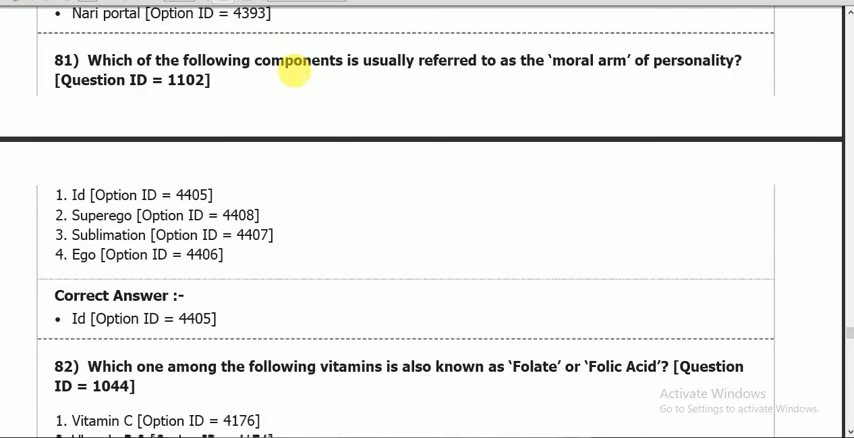 • Nari portal [Option ID = 4393]
81) Which of the following components is usually referred to as the ‘moral arm’ of personality?
[Question ID = 1102]
1. Id [Option ID = 4405]
2. Superego [Option ID = 4408]
3. Sublimation [Option ID = 4407]
4. Ego [Option ID = 4406]
Correct Answer :-
• Id [Option ID = 4405]
82) Which one among the following vitamins is also known as ‘Folate’ or ‘Folic Acid’? [Question
ID = 1044]
Activate Windows
Go to Settings to activate Windows.
1. Vitamin C [Option ID = 4176]